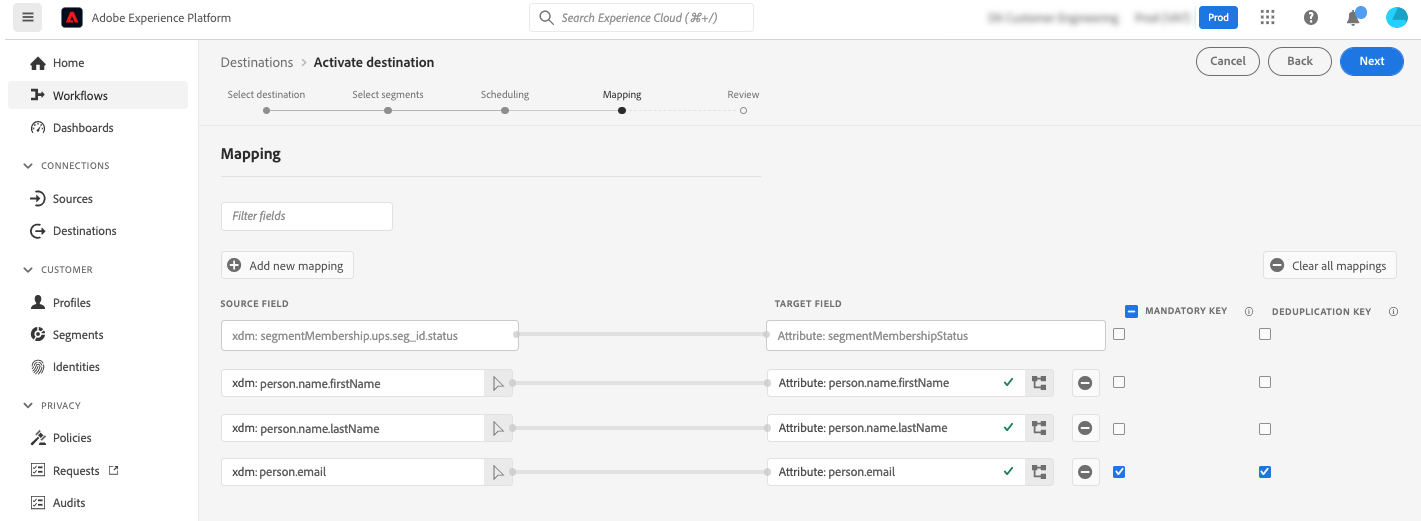 Adobe Experience Platform
Search Experience Cloud (⌘+/)
Prod
Home
Workflows
Dashboards
CONNECTIONS
Sources
Destinations
CUSTOMER
Profiles
Segments
Identities
PRIVACY
Policies
Requests
Audits
Destinations > Activate destination
Cancel
Back
Next
Select destination
Select segments
Scheduling
Mapping
Review
Mapping
Filter fields
Add new mapping
Clear all mappings
SOURCE FIELD TARGET FIELD MANDATORY KEY DEDUPLICATION KEY
xdm: segmentMembership.ups.seg_id.status Attribute: segmentMembershipStatus
xdm: person.name.firstName Attribute: person.name.firstName
xdm: person.name.lastName Attribute: person.name.lastName
xdm: person.email Attribute: person.email